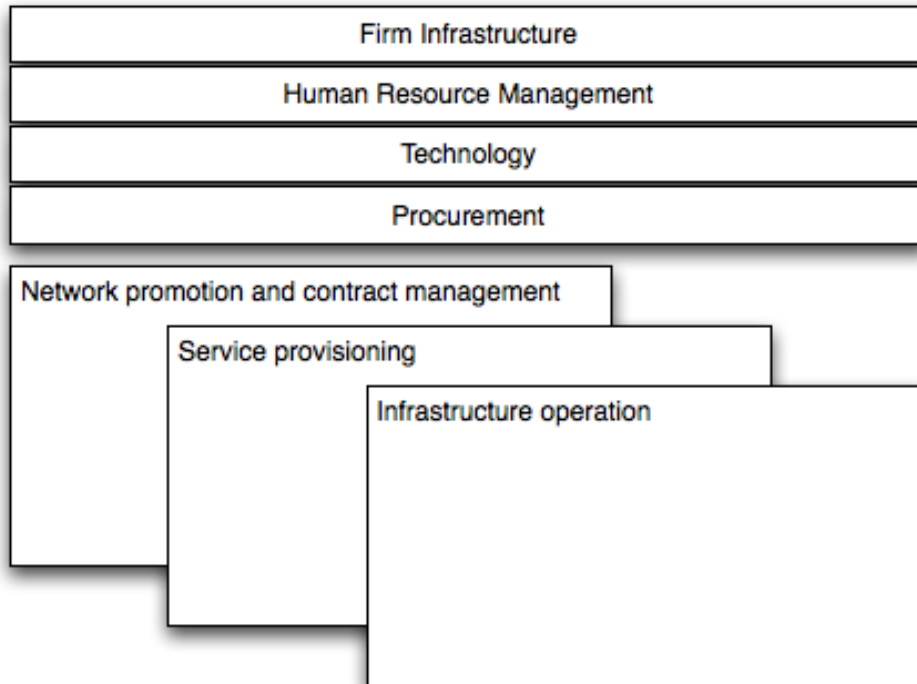 Firm Infrastructure
Human Resource Management
Technology
Procurement
Network promotion and contract management
Service provisioning
Infrastructure operation